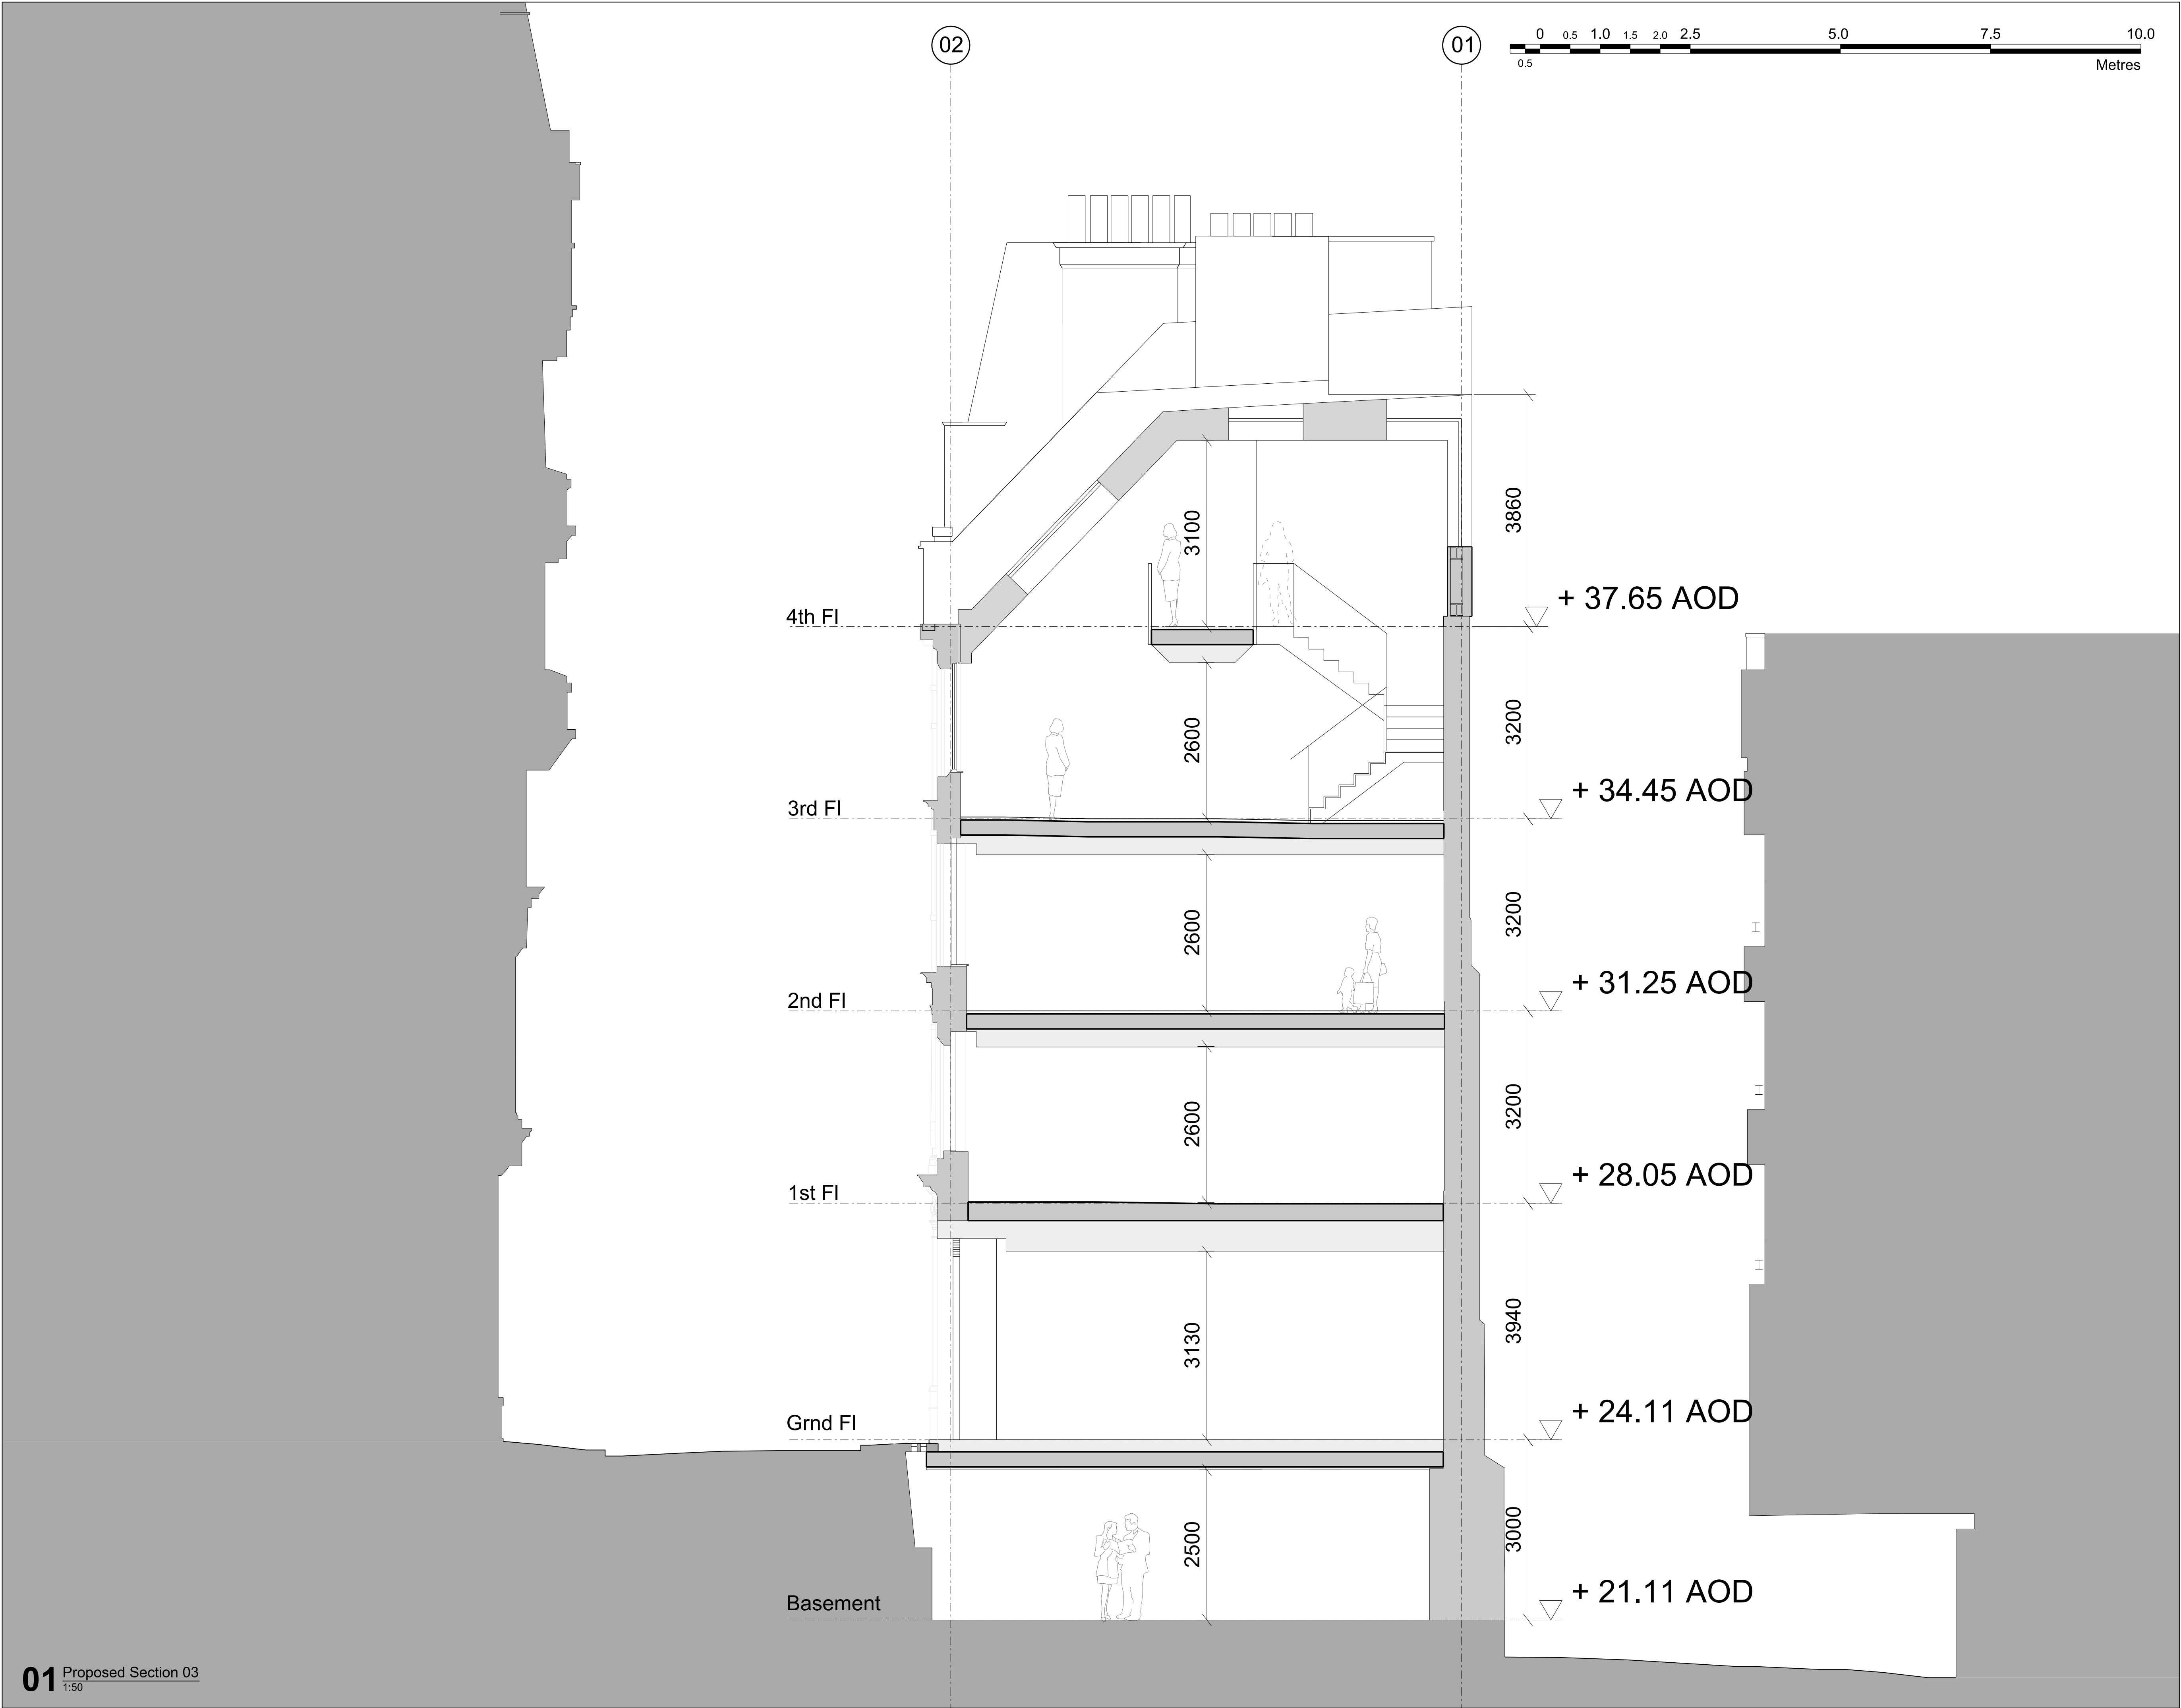 02
01
0 0.5 1.0 1.5 2.0 2.5 5.0 7.5 10.0
0.5
Metres
3860
3100
4th Fl
+ 37.65 AOD
3200
2600
3rd Fl
+ 34.45 AOD
3200
2600
2nd Fl
+ 31.25 AOD
3200
2600
1st Fl
+ 28.05 AOD
3940
3130
Grnd Fl
+ 24.11 AOD
3000
2500
Basement
+ 21.11 AOD
01 Proposed Section 03
1:50